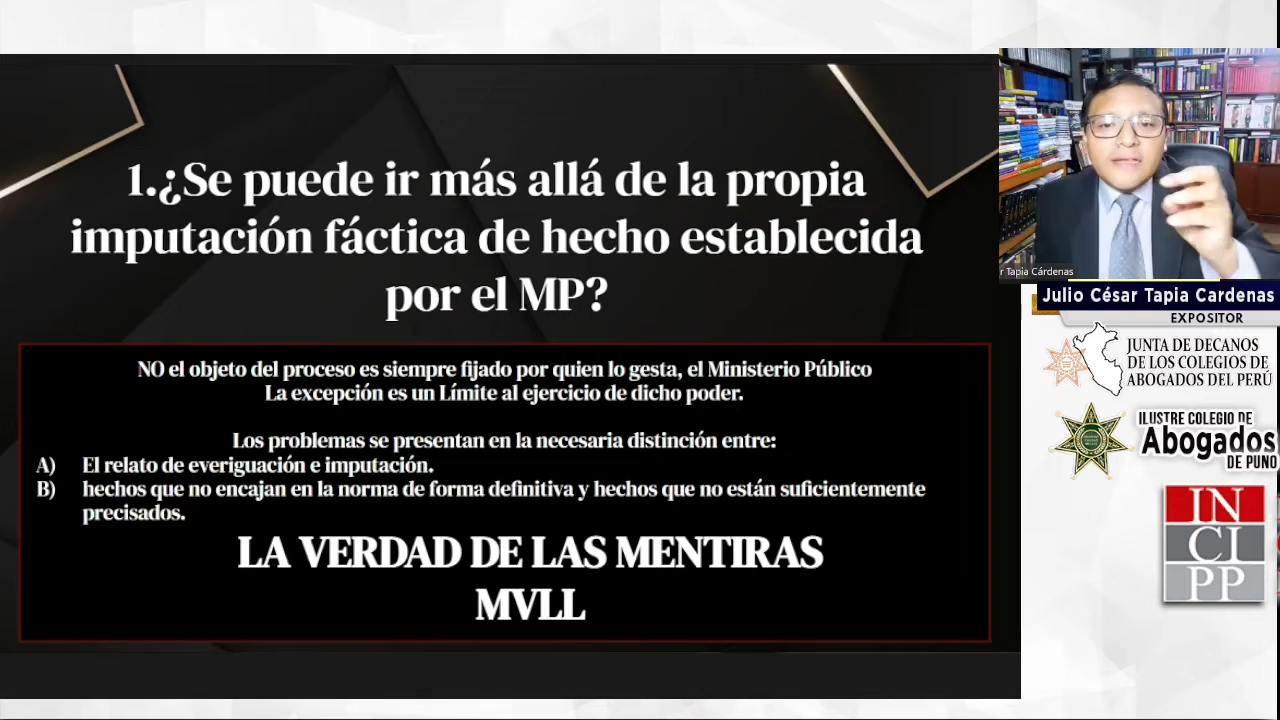 1.¿Se puede ir más allá de la propia
imputación fáctica de hecho establecida
por el MP?
NO el objeto del proceso es siempre fijado por quien lo gesta, el Ministerio Público
La excepción es un Límite al ejercicio de dicho poder.
Los problemas se presentan en la necesaria distinción entre:
A) El relato de everiguación e imputación.
B) hechos que no encajan en la norma de forma definitiva y hechos que no están suficientemente
precisados.
LA VERDAD DE LAS MENTIRAS
MVLL
r Tapia Cárdenas
Julio César Tapia Cardenas
EXPOSITOR
JUNTA DE DECANOS
DE LOS COLEGIOS DE
ABOGADOS DEL PERÚ
ILUSTRE COLEGIO DE
Abogados
DE PUNO
IN
CI
PP